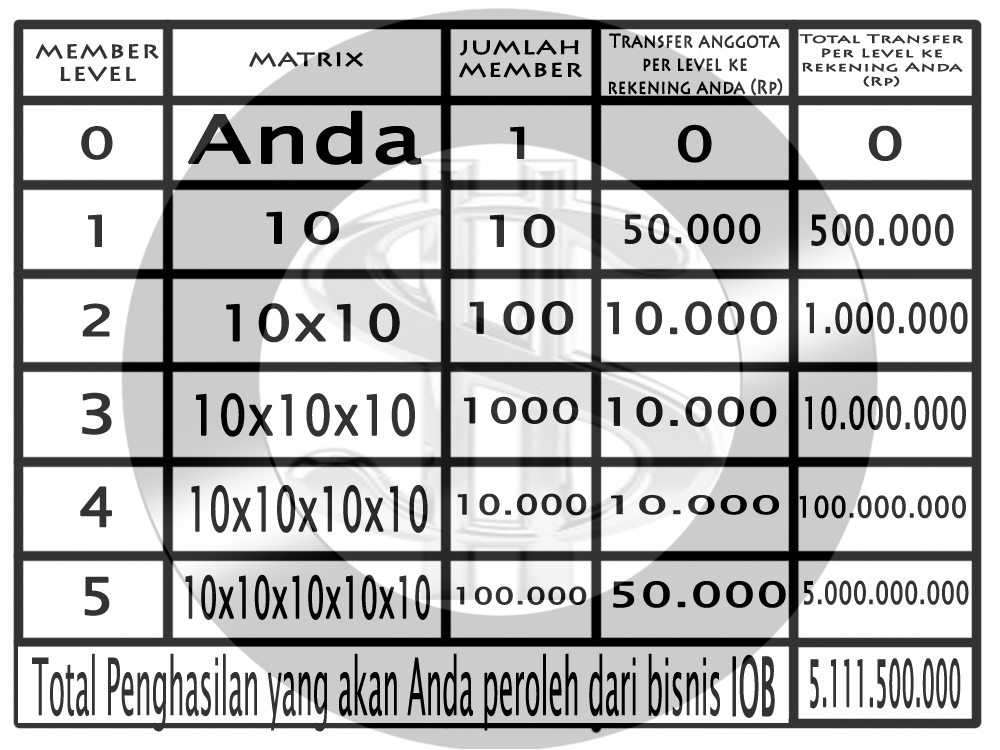 MEMBER LEVEL MATRIX JUMLAH MEMBER TRANSFER ANGGOTA PER LEVEL KE REKENING ANDA (RP) TOTAL TRANSFER PER LEVEL KE REKENING ANDA (RP)
0 Anda 1 0 0
1 10 10 50.000 500.000
2 10x10 100 10.000 1.000.000
3 10x10x10 1000 10.000 10.000.000
4 10x10x10x10 10.000 10.000 100.000.000
5 10x10x10x10x10 100.000 50.000 5.000.000.000
Total Penghasilan yang akan Anda peroleh dari bisnis IOB 5.111.500.000